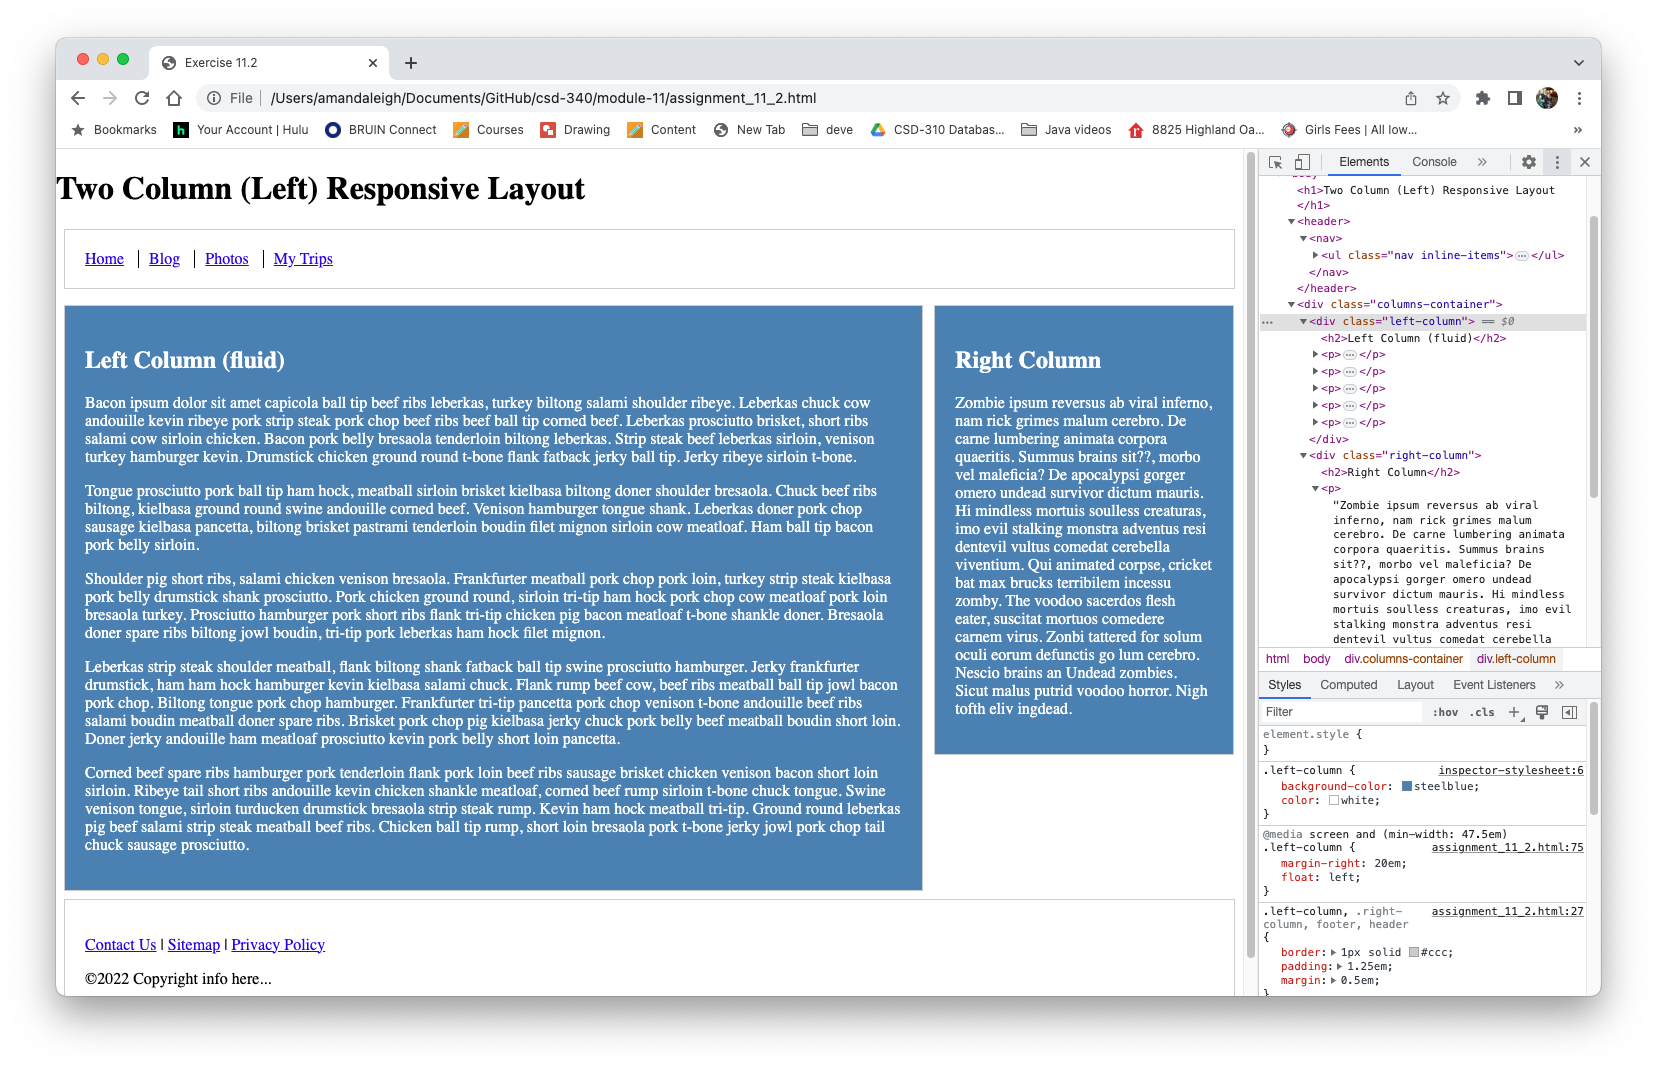 Exercise 11.2
File
/Users/amandaleigh/Documents/GitHub/csd-340/module-11/assignment_11_2.html
Bookmarks
Your Account | Hulu
BRUIN Connect
Courses
Drawing
Content
New Tab
deve
CSD-310 Databas...
Java videos
8825 Highland Oa...
Girls Fees | All low...
»
Two Column (Left) Responsive Layout
Home
Blog
Photos
My Trips
Left Column (fluid)
Bacon ipsum dolor sit amet capicola ball tip beef ribs leberkas, turkey biltong salami shoulder ribeye. Leberkas chuck cow
andouille kevin ribeye pork strip steak pork chop beef ribs beef ball tip corned beef. Leberkas prosciutto brisket, short ribs
salami cow sirloin chicken. Bacon pork belly bresaola tenderloin biltong leberkas. Strip steak beef leberkas sirloin, venison
turkey hamburger kevin. Drumstick chicken ground round t-bone flank fatback jerky ball tip. Jerky ribeye sirloin t-bone.
Tongue prosciutto pork ball tip ham hock, meatball sirloin brisket kielbasa biltong doner shoulder bresaola. Chuck beef ribs
biltong, kielbasa ground round swine andouille corned beef. Venison hamburger tongue shank. Leberkas doner pork chop
sausage kielbasa pancetta, biltong brisket pastrami tenderloin boudin filet mignon sirloin cow meatloaf. Ham ball tip bacon
pork belly sirloin.
Shoulder pig short ribs, salami chicken venison bresaola. Frankfurter meatball pork chop pork loin, turkey strip steak kielbasa
pork belly drumstick shank prosciutto. Pork chicken ground round, sirloin tri-tip ham hock pork chop cow meatloaf pork loin
bresaola turkey. Prosciutto hamburger pork short ribs flank tri-tip chicken pig bacon meatloaf t-bone shankle doner. Bresaola
doner spare ribs biltong jowl boudin, tri-tip pork leberkas ham hock filet mignon.
Leberkas strip steak shoulder meatball, flank biltong shank fatback ball tip swine prosciutto hamburger. Jerky frankfurter
drumstick, ham ham hock hamburger kevin kielbasa salami chuck. Flank rump beef cow, beef ribs meatball ball tip jowl bacon
pork chop. Biltong tongue pork chop hamburger. Frankfurter tri-tip pancetta pork chop venison t-bone andouille beef ribs
salami boudin meatball doner spare ribs. Brisket pork chop pig kielbasa jerky chuck pork belly beef meatball boudin short loin.
Doner jerky andouille ham meatloaf prosciutto kevin pork belly short loin pancetta.
Corned beef spare ribs hamburger pork tenderloin flank pork loin beef ribs sausage brisket chicken venison bacon short loin
sirloin. Ribeye tail short ribs andouille kevin chicken shankle meatloaf, corned beef rump sirloin t-bone chuck tongue. Swine
venison tongue, sirloin turducken drumstick bresaola strip steak rump. Kevin ham hock meatball tri-tip. Ground round leberkas
pig beef salami strip steak meatball beef ribs. Chicken ball tip rump, short loin bresaola pork t-bone jerky jowl pork chop tail
chuck sausage prosciutto.
Right Column
Zombie ipsum reversus ab viral inferno,
nam rick grimes malum cerebro. De
carne lumbering animata corpora
quaeritis. Summus brains sit??, morbo
vel maleficia? De apocalypsi gorger
omero undead survivor dictum mauris.
Hi mindless mortuis soulless creaturas,
imo evil stalking monstra adventus resi
dentevil vultus comedat cerebella
viventium. Qui animated corpse, cricket
bat max brucks terribilem incessu
zomby. The voodoo sacerdos flesh
eater, suscitat mortuos comedere
carnem virus. Zonbi tattered for solum
oculi eorum defunctis go lum cerebro.
Nescio brains an Undead zombies.
Sicut malus putrid voodoo horror. Nigh
tofth eliv ingdead.
Contact Us | Sitemap | Privacy Policy
©2022 Copyright info here...
Elements
Console
»
<h1>Two Column (Left) Responsive Layout
</h1>
<header>
<nav>
<ul class="nav inline-items">…</ul>
</nav>
</header>
<div class="columns-container">
<div class="left-column"> == $0
<h2>Left Column (fluid)</h2>
<p>…</p>
<p>…</p>
<p>…</p>
<p>…</p>
<p>…</p>
</div>
<div class="right-column">
<h2>Right Column</h2>
<p>
"Zombie ipsum reversus ab viral
inferno, nam rick grimes malum
cerebro. De carne lumbering animata
corpora quaeritis. Summus brains
sit??, morbo vel maleficia? De
apocalypsi gorger omero undead
survivor dictum mauris. Hi mindless
mortuis soulless creaturas, imo evil
stalking monstra adventus resi
dentevil vultus comedat cerebella
html
body
div.columns-container
div.left-column
Styles
Computed
Layout
Event Listeners
»
Filter
:hov
.cls
element.style {
}
.left-column {
inspector-stylesheet:6
background-color: steelblue;
color: white;
}
@media screen and (min-width: 47.5em)
.left-column {
assignment_11_2.html:75
margin-right: 20em;
float: left;
}
.left-column, .right-
assignment_11_2.html:27
column, footer, header
{
border: 1px solid #ccc;
padding: 1.25em;
margin: 0.5em;
}